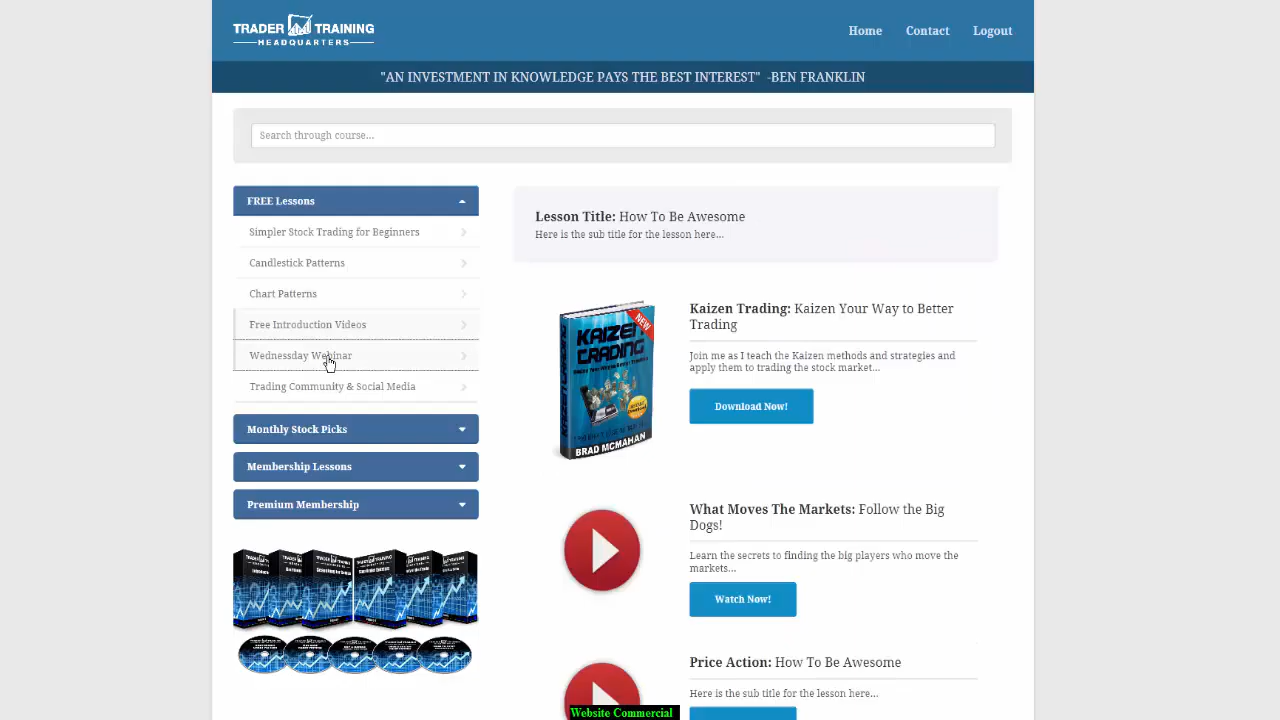 TRADER TRAINING
HEADQUARTERS
Home
Contact
Logout
"AN INVESTMENT IN KNOWLEDGE PAYS THE BEST INTEREST" -BEN FRANKLIN
Search through course...
FREE Lessons
Simpler Stock Trading for Beginners
Candlestick Patterns
Chart Patterns
Free Introduction Videos
Wednessday Webinar
Trading Community & Social Media
Monthly Stock Picks
Membership Lessons
Premium Membership
Lesson Title: How To Be Awesome
Here is the sub title for the lesson here...
NEW
KAIZEN
TRADING
BRAD MCMAHAN
Kaizen Trading: Kaizen Your Way to Better
Trading
Join me as I teach the Kaizen methods and strategies and
apply them to trading the stock market...
Download Now!
What Moves The Markets: Follow the Big
Dogs!
Learn the secrets to finding the big players who move the
markets...
Watch Now!
Price Action: How To Be Awesome
Here is the sub title for the lesson here...
Website Commercial